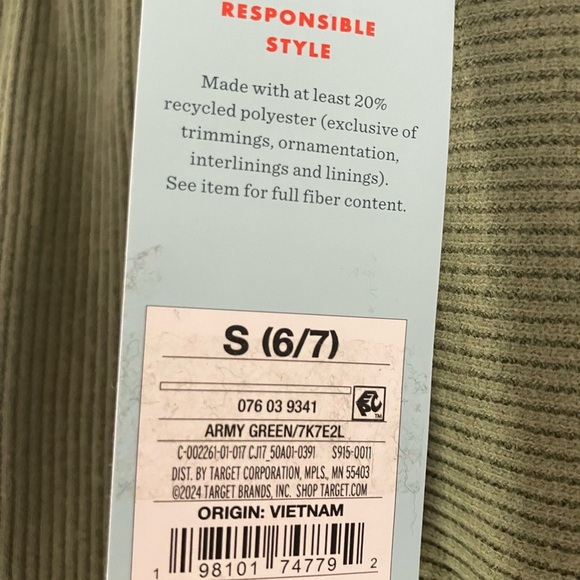 RESPONSIBLE
STYLE
Made with at least 20%
recycled polyester (exclusive of
trimmings, ornamentation,
interlinings and linings).
See item for full fiber content.
S (6/7)
076 03 9341
TM
ARMY GREEN/7K7E2L
C-002261-01-017 CJ17_50A01-0391 S915-0011
DIST. BY TARGET CORPORATION, MPLS., MN 55403
©2024 TARGET BRANDS, INC. SHOP TARGET.COM
ORIGIN: VIETNAM
1 98101 74779 2